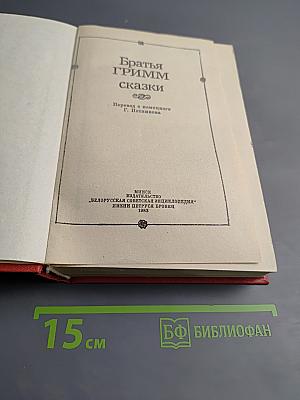 Братья
ГРИММ
сказки
Перевод с немецкого
Г. Петникова
МИНСК
ИЗДАТЕЛЬСТВО
„БЕЛОРУССКАЯ СОВЕТСКАЯ ЭНЦИКЛОПЕДИЯ“
ИМЕНИ ПЕТРУСЯ БРОВКИ
1983
15 см
БФ БИБЛИОФАН